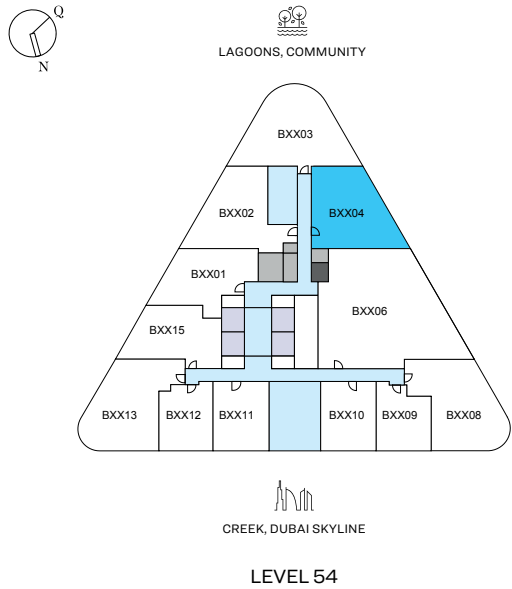 Q
N
LAGOONS, COMMUNITY
BXX03
BXX02
BXX04
BXX01
BXX06
BXX15
BXX13
BXX12
BXX11
BXX10
BXX09
BXX08
CREEK, DUBAI SKYLINE
LEVEL 54